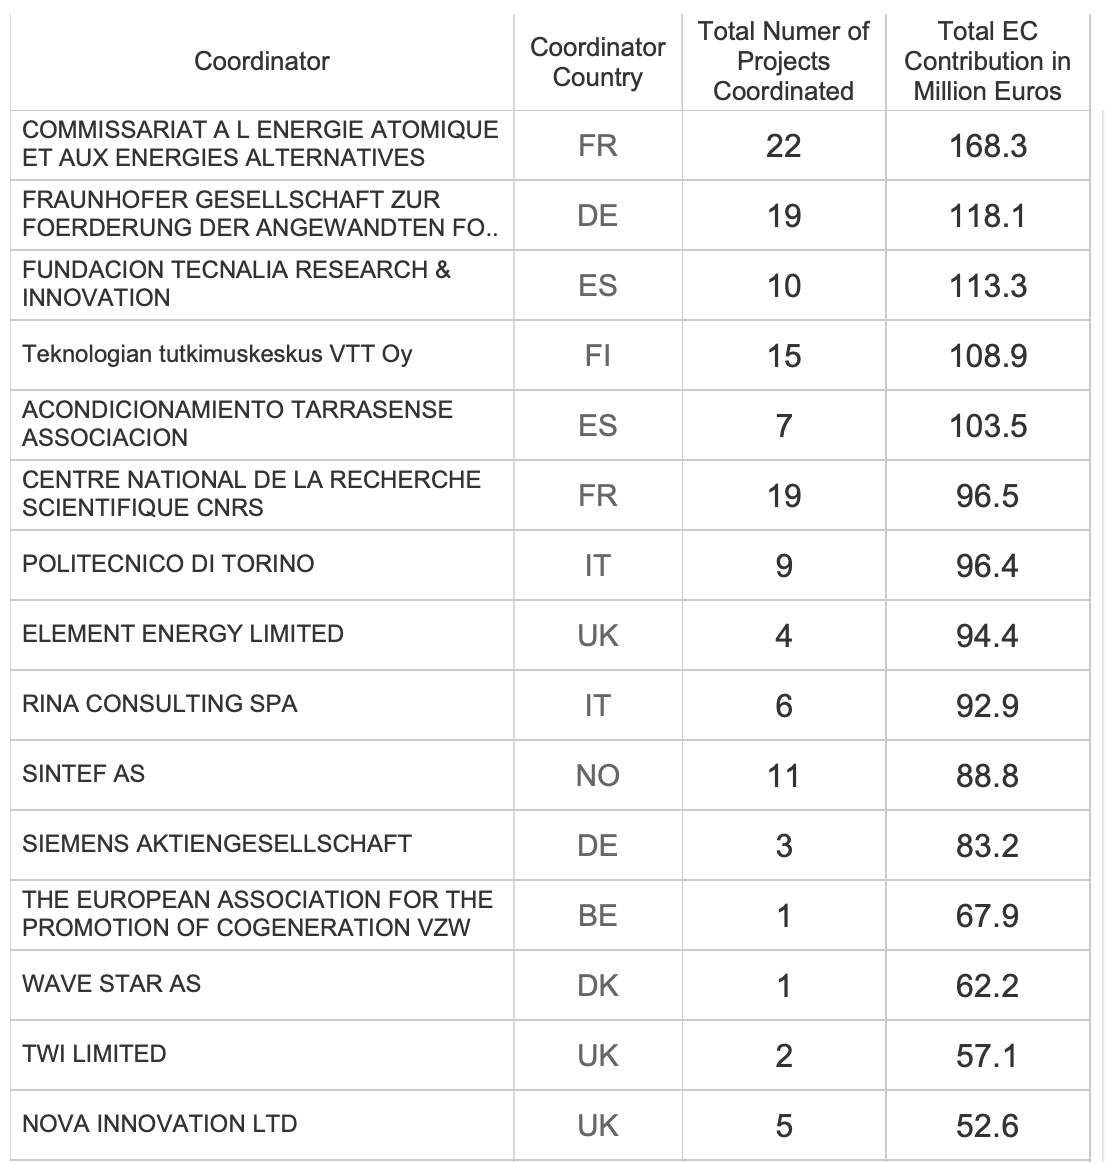 Coordinator
Coordinator
Country
Total Numer of
Projects
Coordinated
Total EC
Contribution in
Million Euros
COMMISSARIAT A L ENERGIE ATOMIQUE
ET AUX ENERGIES ALTERNATIVES
FR
22
168.3
FRAUNHOFER GESELLSCHAFT ZUR
FOERDERUNG DER ANGEWANDTEN FO..
DE
19
118.1
FUNDACION TECNALIA RESEARCH &
INNOVATION
ES
10
113.3
Teknologian tutkimuskeskus VTT Oy
FI
15
108.9
ACONDICIONAMIENTO TARRASENSE
ASSOCIACION
ES
7
103.5
CENTRE NATIONAL DE LA RECHERCHE
SCIENTIFIQUE CNRS
FR
19
96.5
POLITECNICO DI TORINO
IT
9
96.4
ELEMENT ENERGY LIMITED
UK
4
94.4
RINA CONSULTING SPA
IT
6
92.9
SINTEF AS
NO
11
88.8
SIEMENS AKTIENGESELLSCHAFT
DE
3
83.2
THE EUROPEAN ASSOCIATION FOR THE
PROMOTION OF COGENERATION VZW
BE
1
67.9
WAVE STAR AS
DK
1
62.2
TWI LIMITED
UK
2
57.1
NOVA INNOVATION LTD
UK
5
52.6